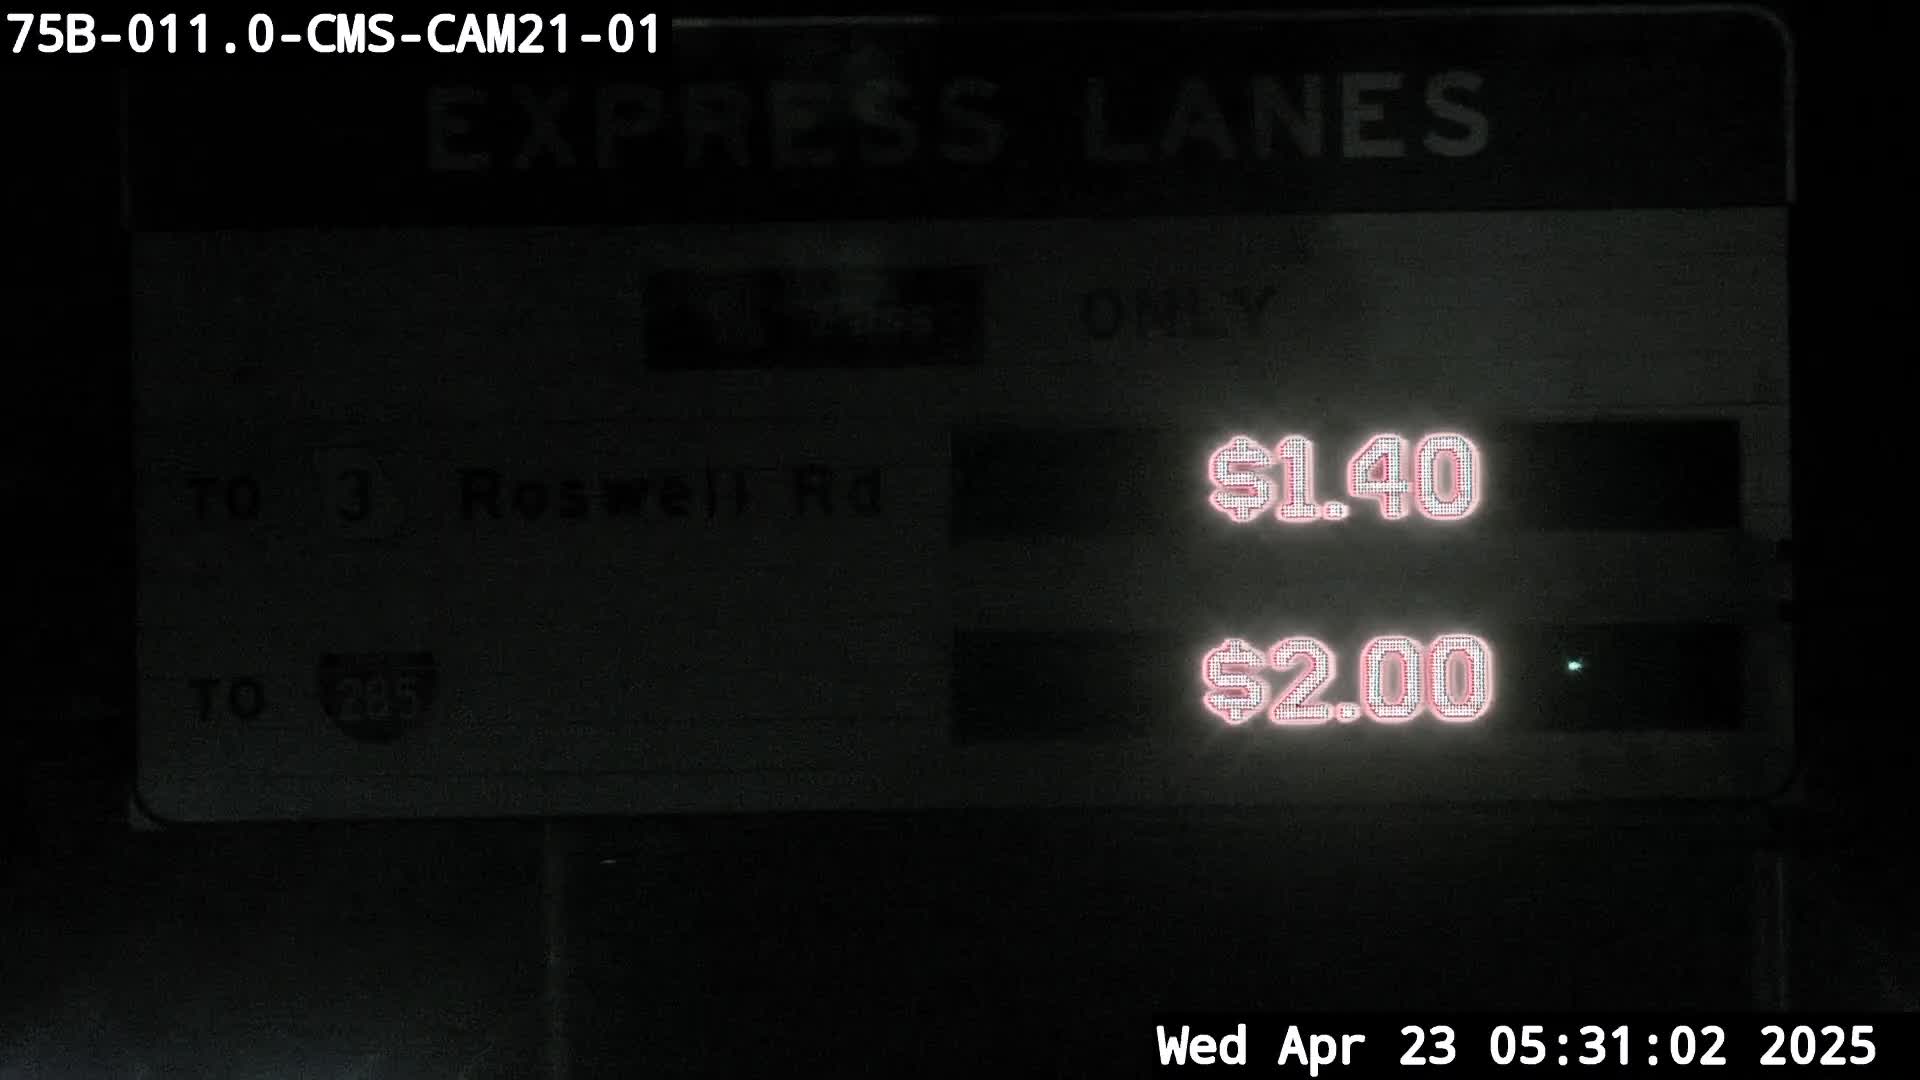 75B-011.0-CMS-CAM21-01
EXPRESS LANES
ONLY
TO 3 Roswell Rd $1.40
TO 285 $2.00
Wed Apr 23 05:31:02 2025